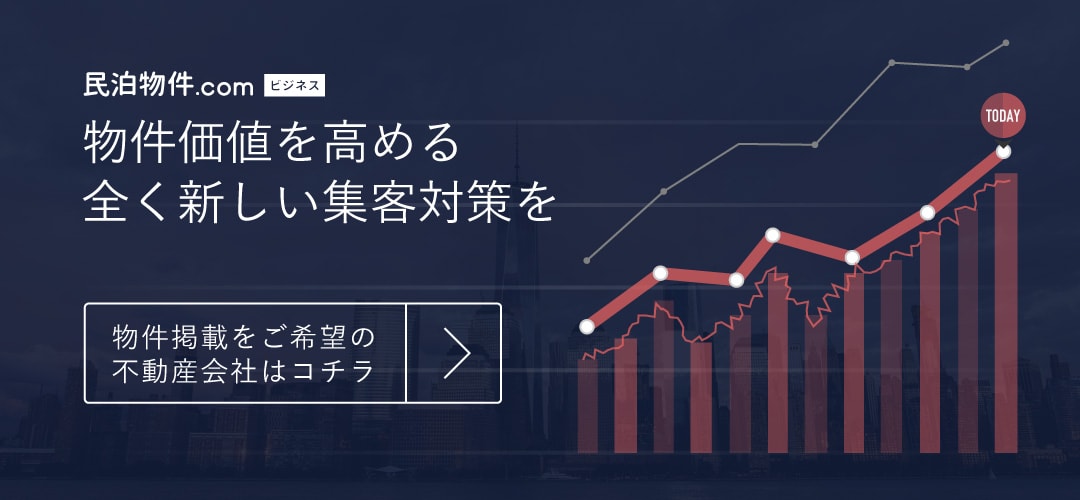 民泊物件.com ビジネス
物件価値を高める
全く新しい集客対策を
物件掲載をご希望の
不動産会社はコチラ
TODAY